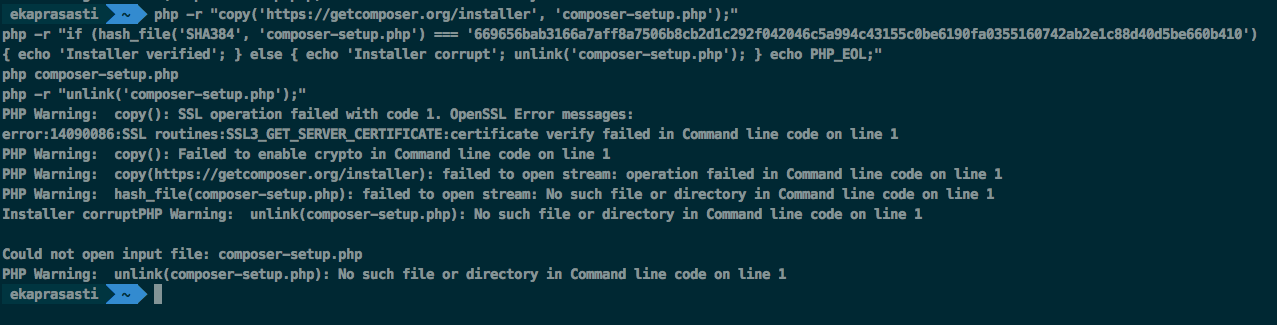 ekaprasasti ~ php -r "copy('https://getcomposer.org/installer', 'composer-setup.php');"
php -r "if (hash_file('SHA384', 'composer-setup.php') === '669656bab3166a7aff8a7506b8cb2d1c292f042046c5a994c43155c0be6190fa0355160742ab2e1c88d40d5be660b410')
{ echo 'Installer verified'; } else { echo 'Installer corrupt'; unlink('composer-setup.php'); } echo PHP_EOL;"
php composer-setup.php
php -r "unlink('composer-setup.php');"
PHP Warning:  copy(): SSL operation failed with code 1. OpenSSL Error messages:
error:14090086:SSL routines:SSL3_GET_SERVER_CERTIFICATE:certificate verify failed in Command line code on line 1
PHP Warning:  copy(): Failed to enable crypto in Command line code on line 1
PHP Warning:  copy(https://getcomposer.org/installer): failed to open stream: operation failed in Command line code on line 1
PHP Warning:  hash_file(composer-setup.php): failed to open stream: No such file or directory in Command line code on line 1
Installer corruptPHP Warning:  unlink(composer-setup.php): No such file or directory in Command line code on line 1
Could not open input file: composer-setup.php
PHP Warning:  unlink(composer-setup.php): No such file or directory in Command line code on line 1
ekaprasasti ~